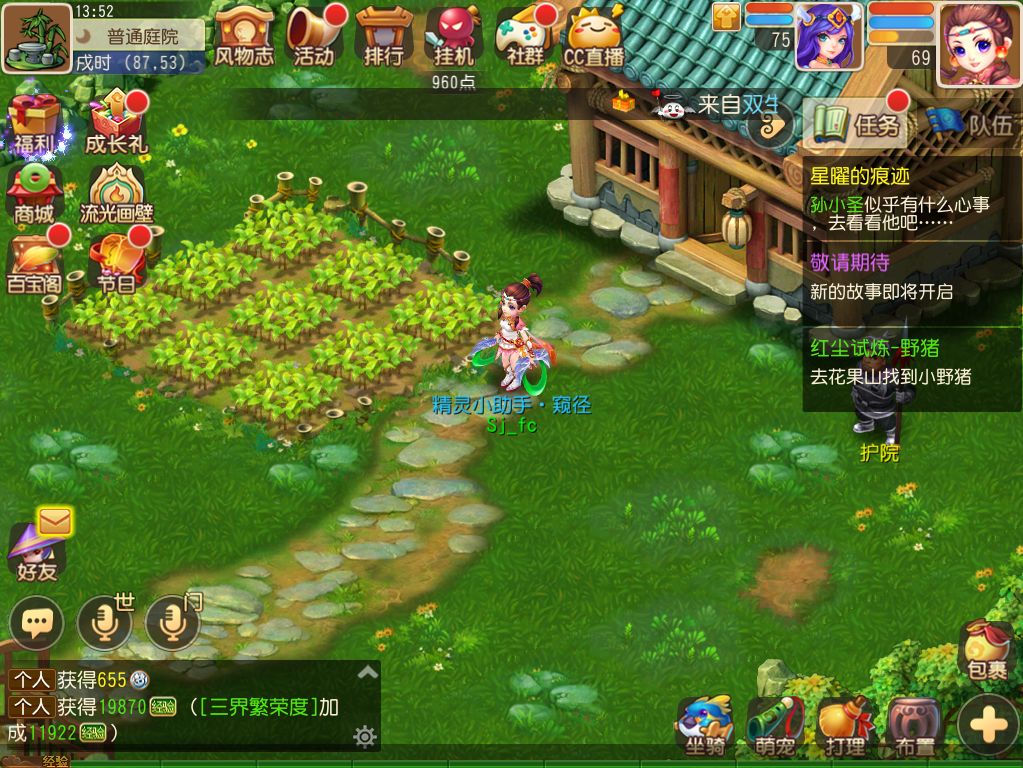 13:52
普通庭院
戌时 (87,53)
风物志
活动
排行
挂机
社群
CC直播
960点
75
69
福利
成长礼
来自双生
任务
队伍
商城
流光画壁
星曜的痕迹
孙小圣似乎有什么心事
，去看看他吧……
百宝阁
节日
敬请期待
新的故事即将开启
红尘试炼-野猪
去花果山找到小野猪
精灵小助手·窥径
Sj_fc
护院
好友
世
门
包裹
个人 获得655
个人 获得19870经验（[三界繁荣度]加
成11922经验）
坐骑
萌宠
打理
布置
经验